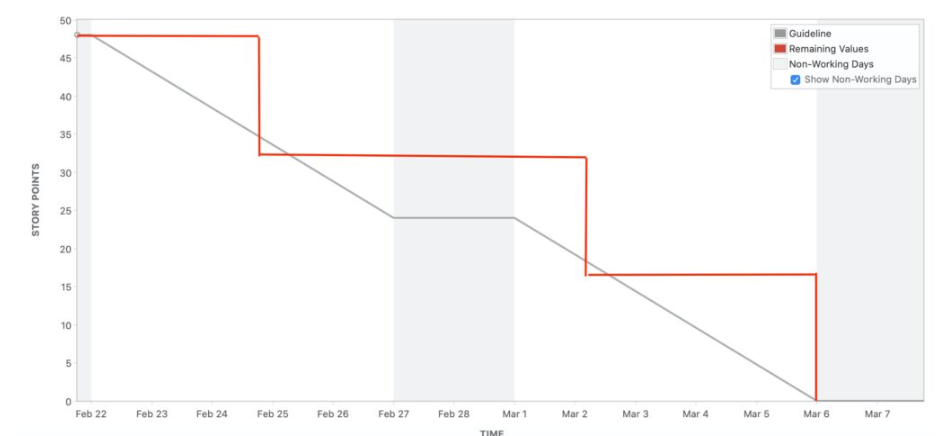 50
45
40
35
30
25
20
15
10
5
0
STORY POINTS
Guideline
Remaining Values
Non-Working Days
Show Non-Working Days
Feb 22 Feb 23 Feb 24 Feb 25 Feb 26 Feb 27 Feb 28 Mar 1 Mar 2 Mar 3 Mar 4 Mar 5 Mar 6 Mar 7
TIME